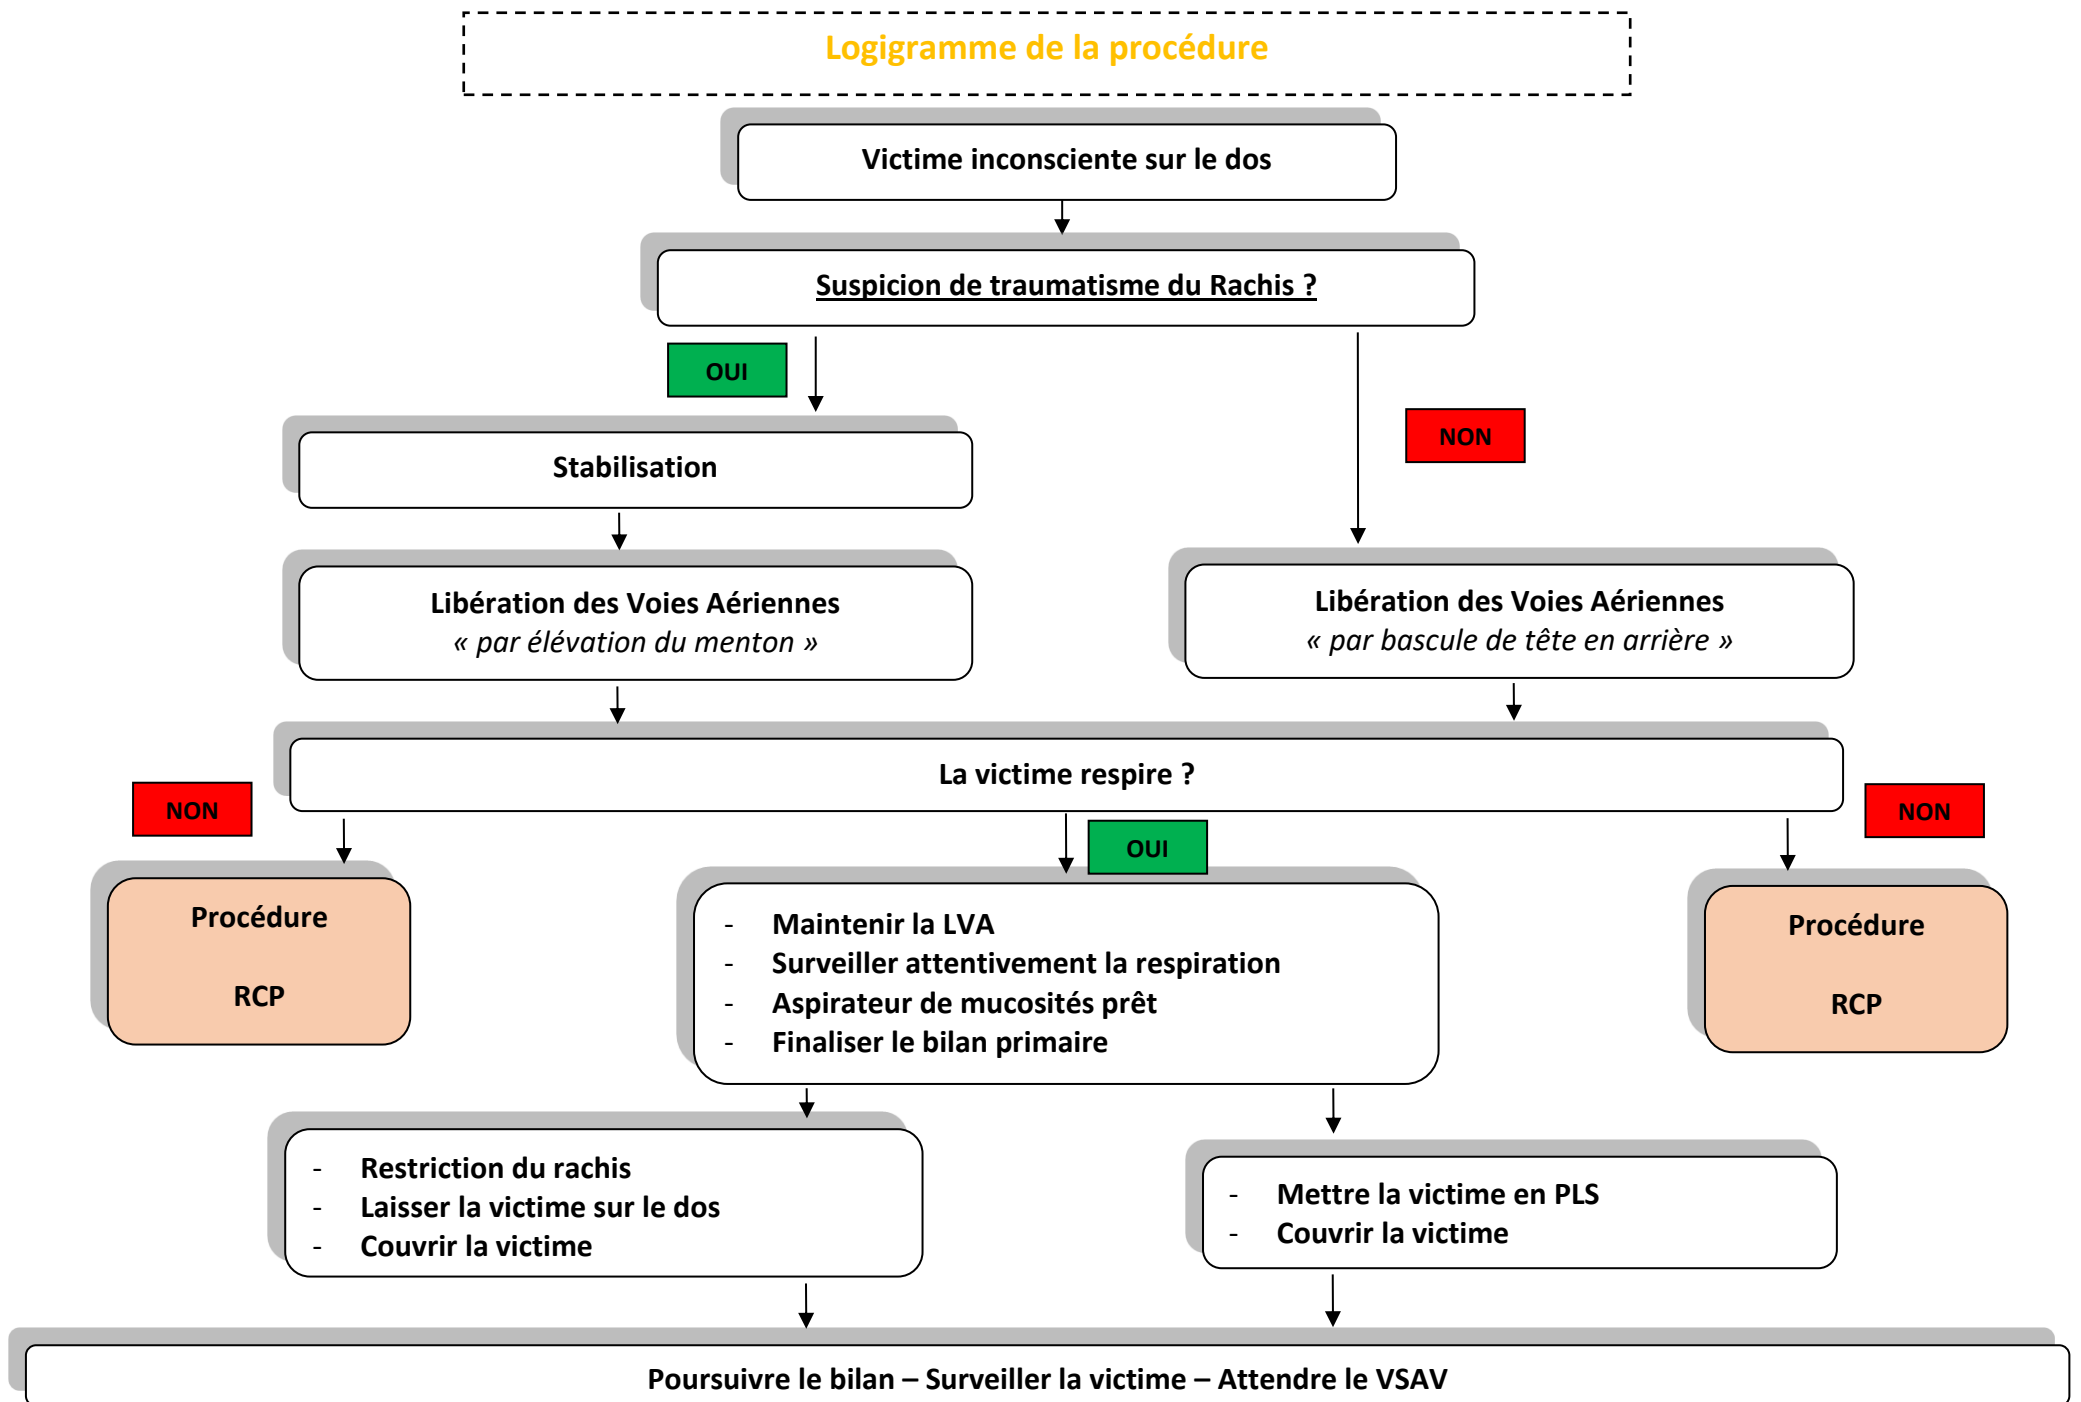 Logigramme de la procédure
Victime inconsciente sur le dos
Suspicion de traumatisme du Rachis ?
OUI
NON
Stabilisation
Libération des Voies Aériennes
« par élévation du menton »
Libération des Voies Aériennes
« par bascule de tête en arrière »
La victime respire ?
NON
OUI
NON
Procédure
RCP
- Maintenir la LVA
- Surveiller attentivement la respiration
- Aspirateur de mucosités prêt
- Finaliser le bilan primaire
Procédure
RCP
- Restriction du rachis
- Laisser la victime sur le dos
- Couvrir la victime
- Mettre la victime en PLS
- Couvrir la victime
Poursuivre le bilan – Surveiller la victime – Attendre le VSAV